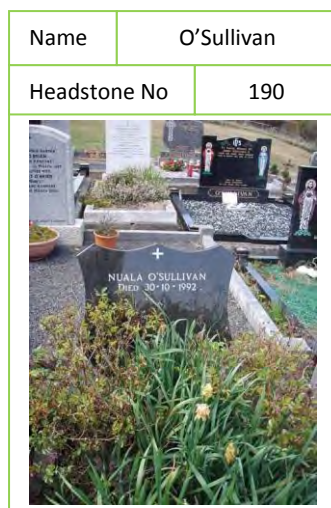 Name O’Sullivan
Headstone No 190
NUALA O'SULLIVAN
DIED 30-10-1992.